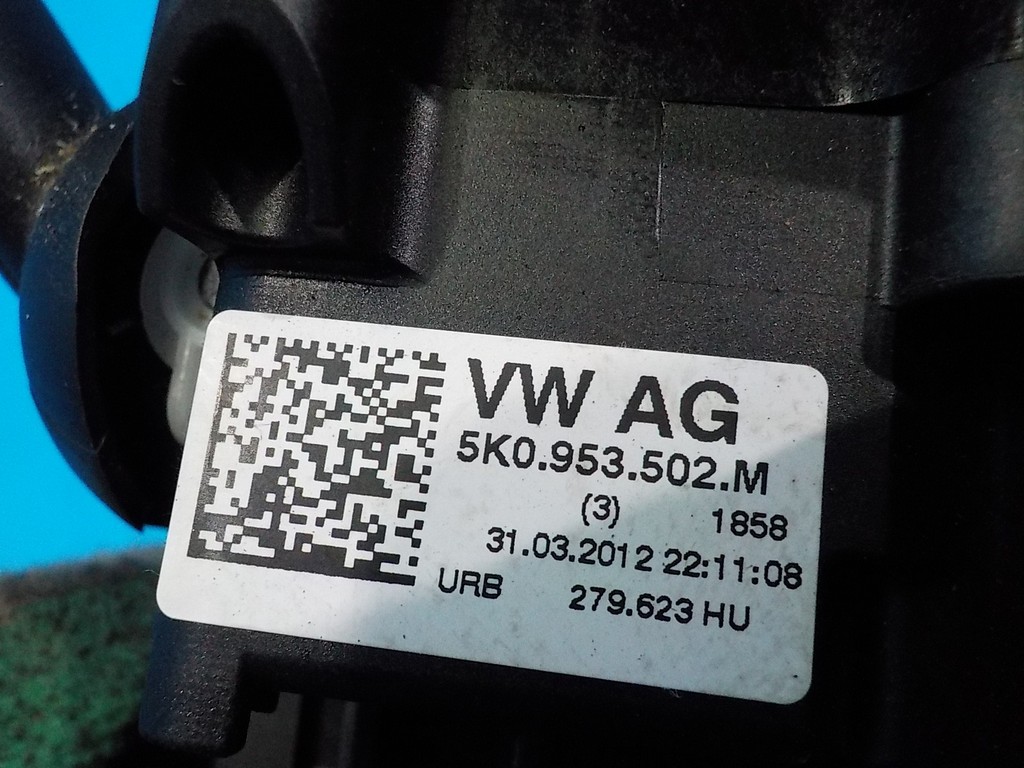 VW AG
5K0.953.502.M
(3) 1858
31.03.2012 22:11:08
URB 279.623 HU